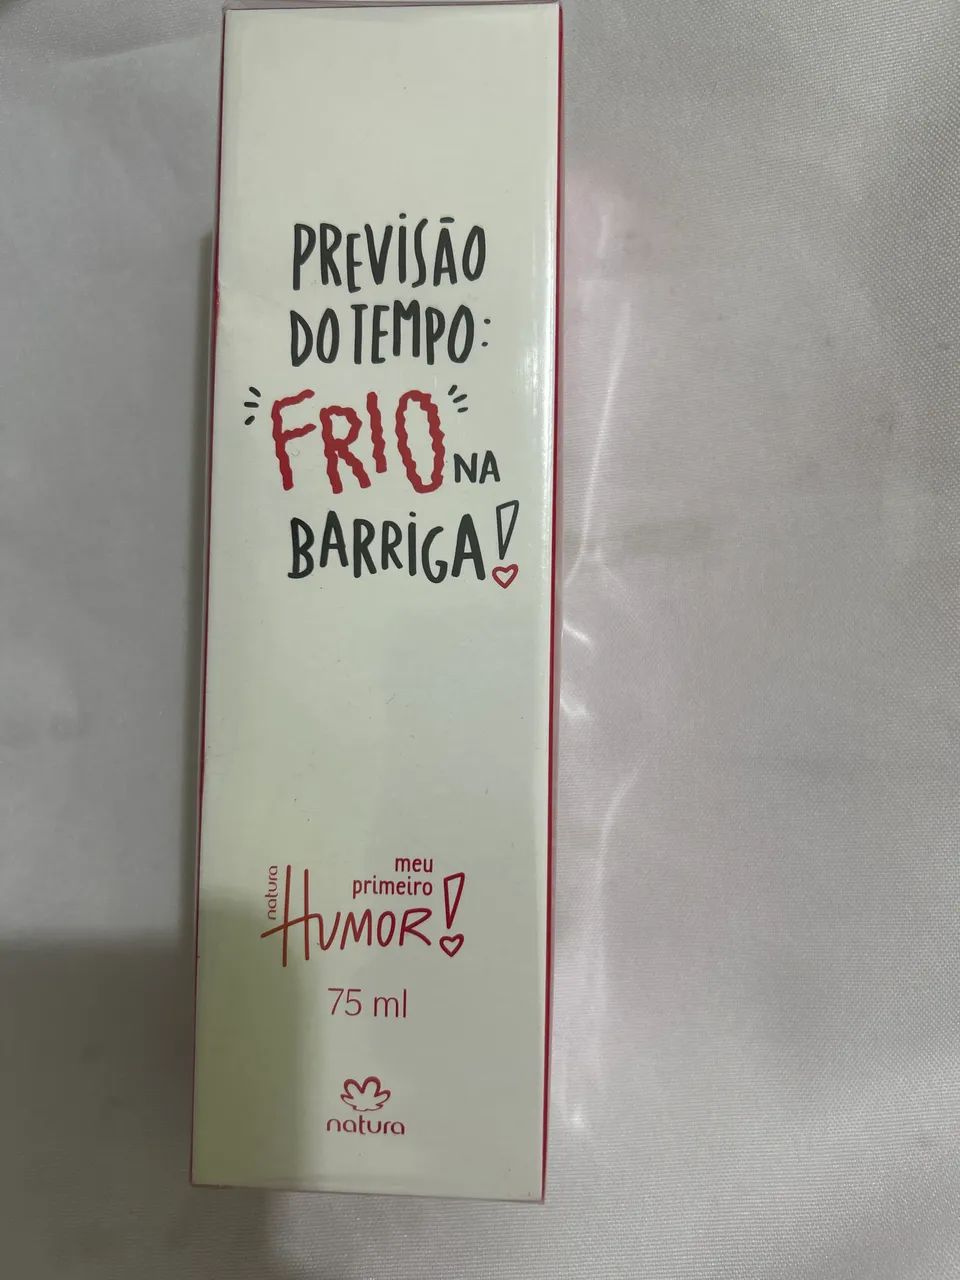 PREVISÃO
DO TEMPO:
"FRIO" NA
BARRIGA!
natura
meu
primeiro
HUMOR!
75 ml
natura